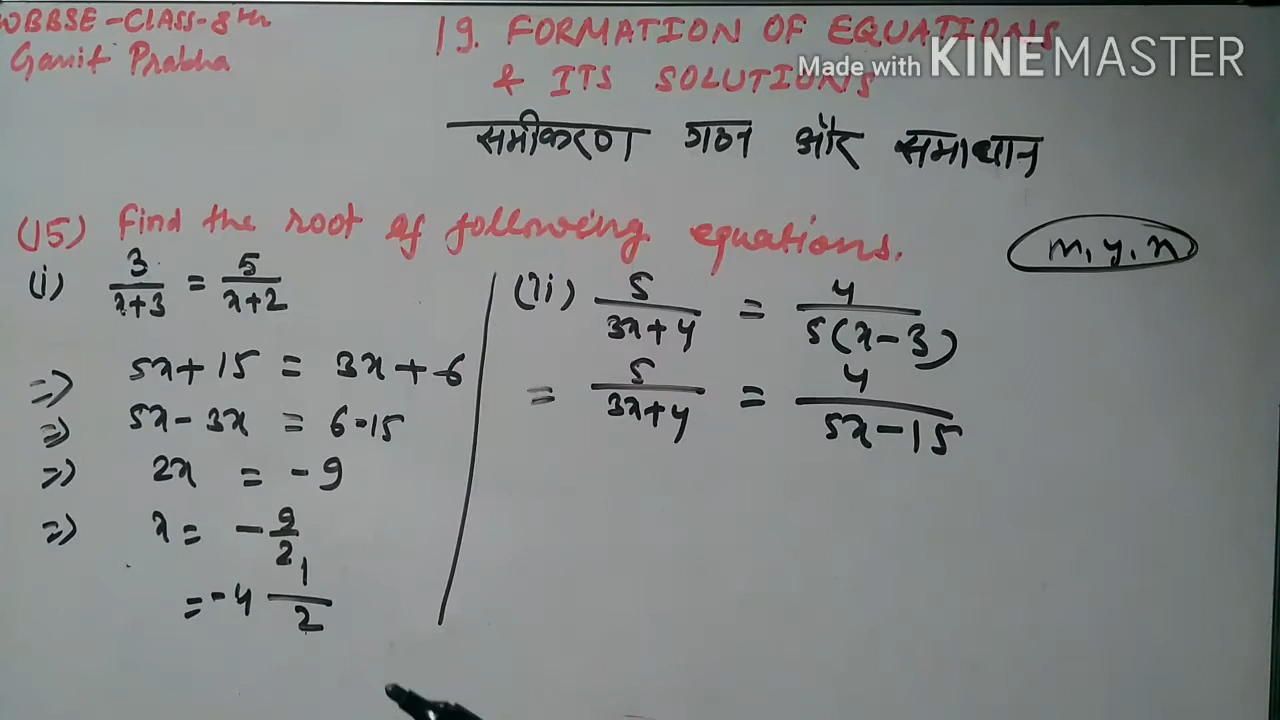 WBBSE-CLASS-8th
Ganit Prabha
19. FORMATION OF EQUATIONS
& ITS SOLUTIONS
Made with KINEMASTER
समीकरण गठन और समाधान
(15) Find the root of following equations.
m, y, n
(i) 3/(x+3) = 5/(x+2)
=> 5x+15 = 3x+6
=> 5x-3x = 6-15
=> 2x = -9
=> x = -9/2
= -4 1/2
(ii) 5/(3x+4) = 4/(5(x-3))
= 5/(3x+4) = 4/(5x-15)